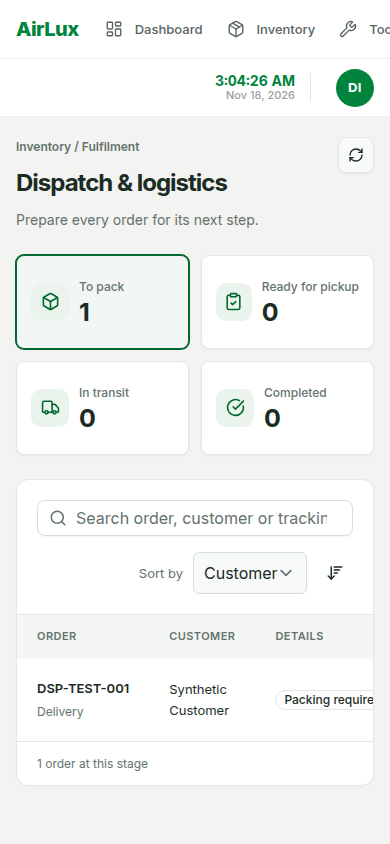 AirLux Dashboard Inventory Too
3:04:26 AM
Nov 18, 2026
DI
Inventory / Fulfilment
Dispatch & logistics
Prepare every order for its next step.
To pack
1
Ready for pickup
0
In transit
0
Completed
0
Search order, customer or trackin
Sort by Customer
ORDER CUSTOMER DETAILS
DSP-TEST-001
Delivery
Synthetic
Customer
Packing require
1 order at this stage